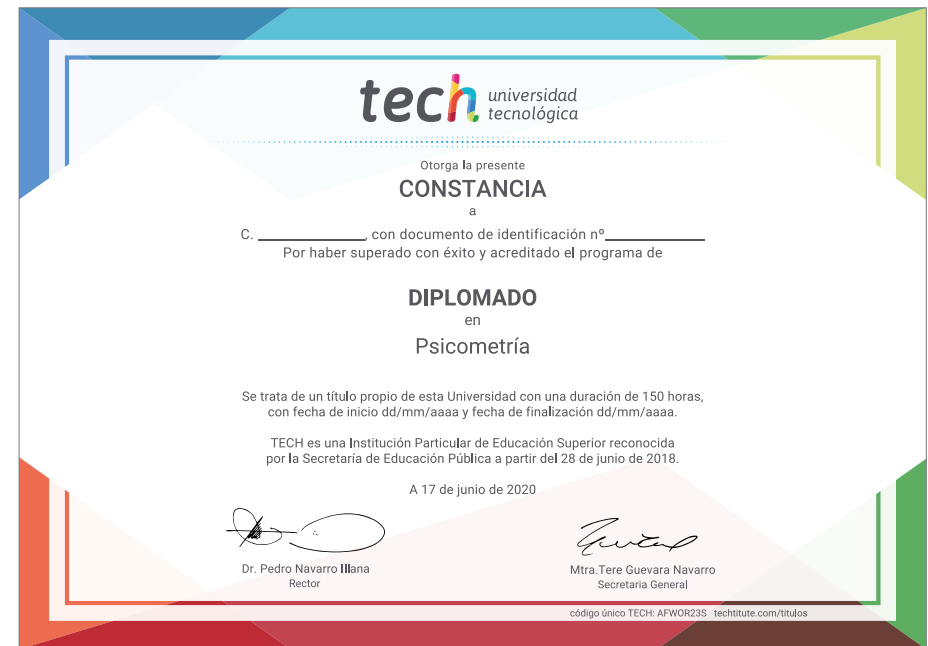 tech universidad
tecnológica
Otorga la presente
CONSTANCIA
a
C. ____________, con documento de identificación nº____________
Por haber superado con éxito y acreditado el programa de
DIPLOMADO
en
Psicometría
Se trata de un título propio de esta Universidad con una duración de 150 horas,
con fecha de inicio dd/mm/aaaa y fecha de finalización dd/mm/aaaa.
TECH es una Institución Particular de Educación Superior reconocida
por la Secretaría de Educación Pública a partir del 28 de junio de 2018.
A 17 de junio de 2020
Dr. Pedro Navarro Illana
Rector
Mtra.Tere Guevara Navarro
Secretaria General
código único TECH: AFWOR23S techtitute.com/titulos